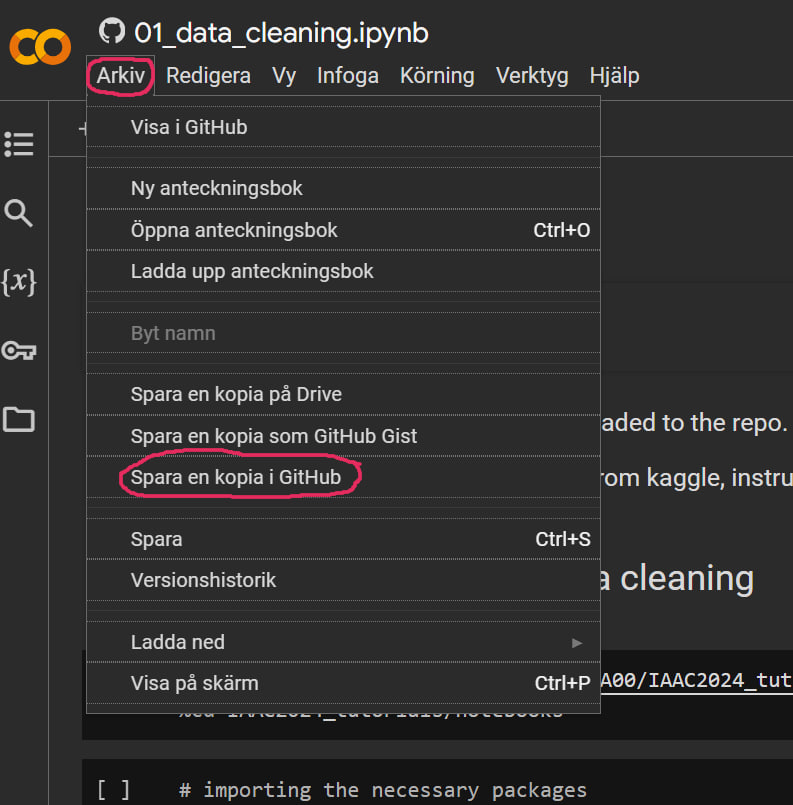 01_data_cleaning.ipynb
Arkiv Redigera Vy Infoga Körning Verktyg Hjälp
+
Visa i GitHub
{x}
Ny anteckningsbok
Öppna anteckningsbok Ctrl+O
Ladda upp anteckningsbok
Byt namn
Spara en kopia på Drive
Spara en kopia som GitHub Gist
aded to the repo.
Spara en kopia i GitHub
rom kaggle, instru
Spara Ctrl+S
Versionshistorik
a cleaning
Ladda ned ▶
Visa på skärm Ctrl+P
A00/IAAC2024_tut
[ ] # importing the necessary packages